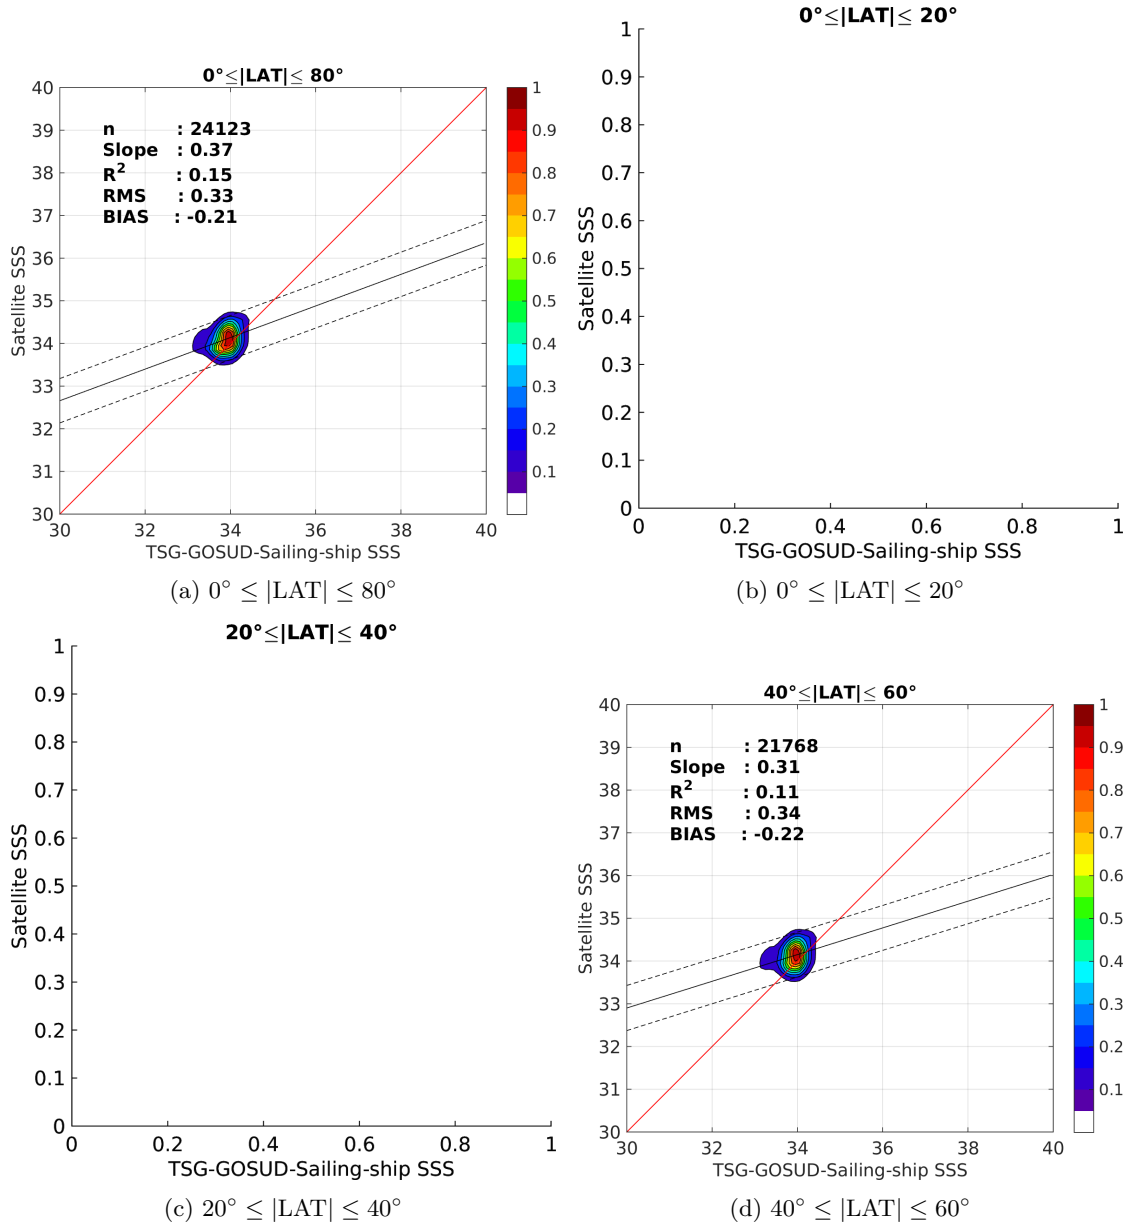 0°≤|LAT|≤ 80°
40
39
38
37
36
35
34
33
32
31
30
30 32 34 36 38 40
n : 24123
Slope : 0.37
R² : 0.15
RMS : 0.33
BIAS : -0.21
1
0.9
0.8
0.7
0.6
0.5
0.4
0.3
0.2
0.1
Satellite SSS
TSG-GOSUD-Sailing-ship SSS
(a) 0° ≤ |LAT| ≤ 80°
0°≤|LAT|≤ 20°
1
0.9
0.8
0.7
0.6
0.5
0.4
0.3
0.2
0.1
0
0 0.2 0.4 0.6 0.8 1
Satellite SSS
TSG-GOSUD-Sailing-ship SSS
(b) 0° ≤ |LAT| ≤ 20°
20°≤|LAT|≤ 40°
1
0.9
0.8
0.7
0.6
0.5
0.4
0.3
0.2
0.1
0
0 0.2 0.4 0.6 0.8 1
Satellite SSS
TSG-GOSUD-Sailing-ship SSS
(c) 20° ≤ |LAT| ≤ 40°
40°≤|LAT|≤ 60°
40
39
38
37
36
35
34
33
32
31
30
30 32 34 36 38 40
n : 21768
Slope : 0.31
R² : 0.11
RMS : 0.34
BIAS : -0.22
1
0.9
0.8
0.7
0.6
0.5
0.4
0.3
0.2
0.1
Satellite SSS
TSG-GOSUD-Sailing-ship SSS
(d) 40° ≤ |LAT| ≤ 60°